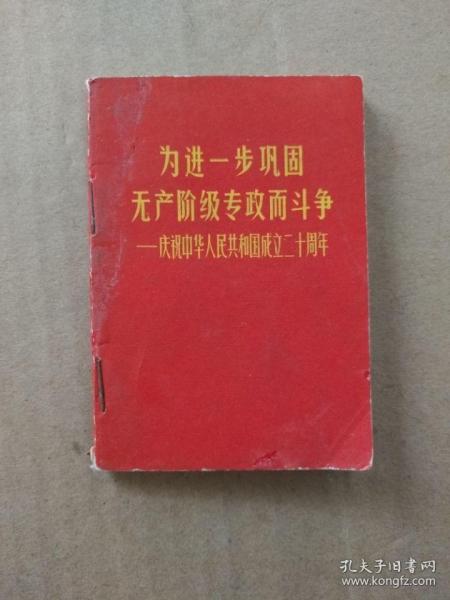 为进一步巩固
无产阶级专政而斗争
——庆祝中华人民共和国成立二十周年
孔夫子旧书网
www.kongfz.com